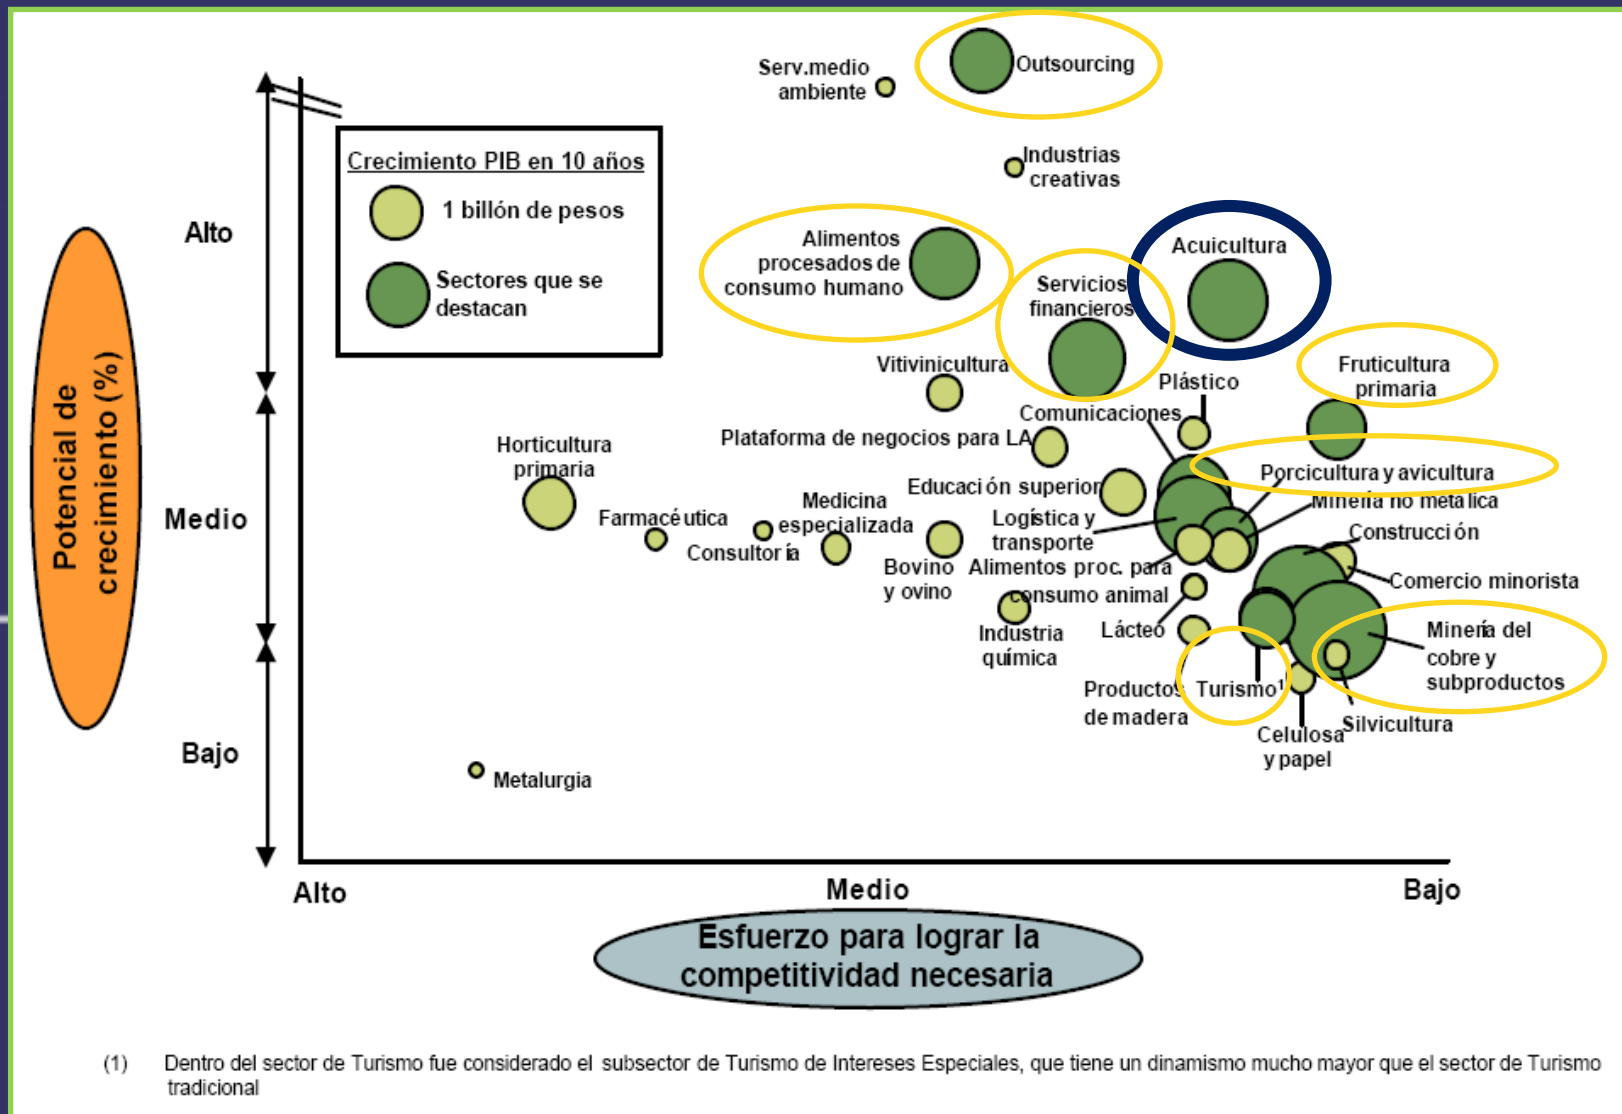 Potencial de
crecimiento (%)
Alto
Medio
Bajo
Crecimiento PIB en 10 años
1 billón de pesos
Sectores que se
destacan
Serv.medio
ambiente
Outsourcing
Industrias
creativas
Alimentos
procesados de
consumo humano
Servicios
financieros
Acuicultura
Fruticultura
primaria
Vitivinicultura
Plástico
Comunicaciones
Plataforma de negocios para LA
Horticultura
primaria
Porcicultura y avicultura
Educación superior
Minería no metálica
Medicina
especializada
Farmacéutica
Consultoría
Logística y
transporte
Construcción
Bovino
y ovino
Alimentos proc. para
consumo animal
Comercio minorista
Industria
química
Lácteo
Minería del
cobre y
subproductos
Productos
de madera
Turismo¹
Silvicultura
Celulosa
y papel
Metalurgia
Alto
Medio
Bajo
Esfuerzo para lograr la
competitividad necesaria
(1) Dentro del sector de Turismo fue considerado el subsector de Turismo de Intereses Especiales, que tiene un dinamismo mucho mayor que el sector de Turismo
tradicional